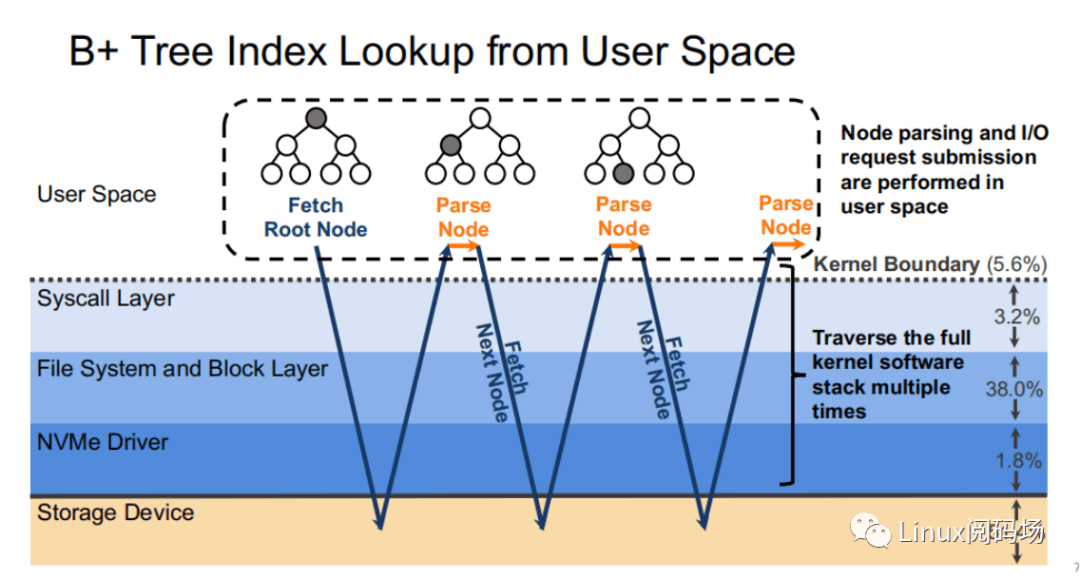 B+ Tree Index Lookup from User Space
User Space
Fetch
Root Node
Parse
Node
Parse
Node
Parse
Node
Node parsing and I/O
request submission
are performed in
user space
Kernel Boundary (5.6%)
Syscall Layer
3.2%
Fetch
Next Node
Fetch
Next Node
Traverse the full
kernel software
stack multiple
times
File System and Block Layer
38.0%
NVMe Driver
1.8%
Storage Device
Linux阅码场
7